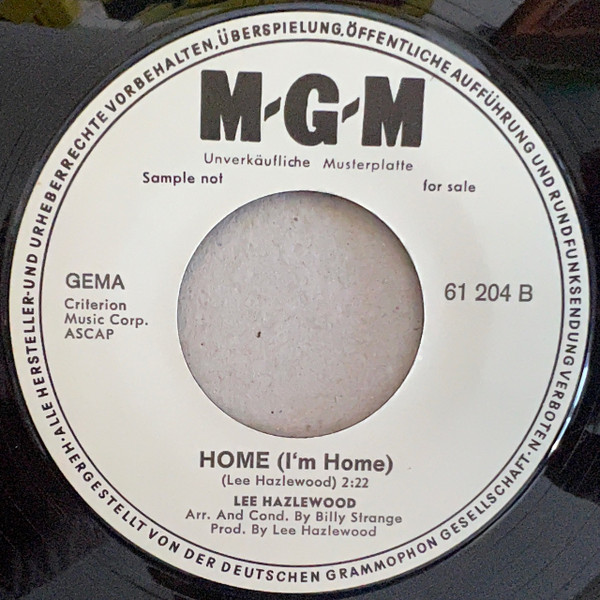 ALLE HERSTELLER-UND URHEBERRECHTE VORBEHALTEN, ÜBERSPIELUNG, ÖFFENTLICHE AUFFÜHRUNG UND RUNDFUNKSENDUNG VERBOTEN
M-G-M
Unverkäufliche Musterplatte
Sample not for sale
GEMA
Criterion
Music Corp.
ASCAP
61 204 B
HOME (I'm Home)
(Lee Hazlewood) 2:22
LEE HAZLEWOOD
Arr. And Cond. By Billy Strange
Prod. By Lee Hazlewood
·HERGESTELLT VON DER DEUTSCHEN GRAMMOPHON GESELLSCHAFT·